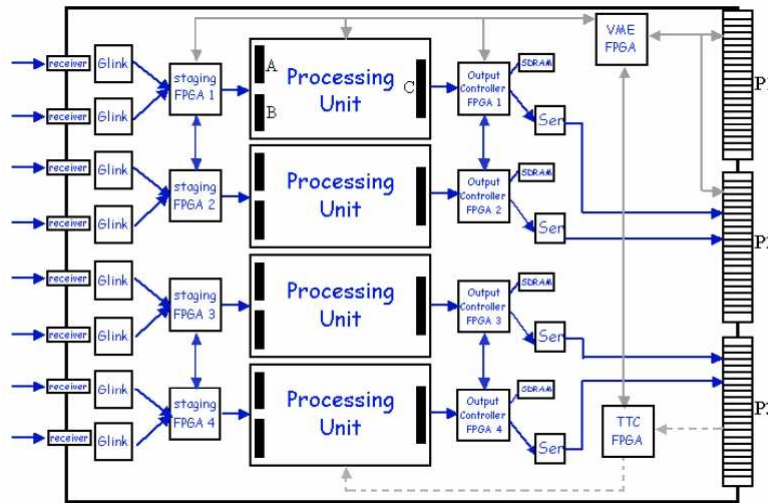 VME
FPGA
receiver
Glink
staging
FPGA 1
A
B
Processing
Unit
C
Output
Controller
FPGA 1
SDRAM
Ser
P1
receiver
Glink
receiver
Glink
staging
FPGA 2
Processing
Unit
Output
Controller
FPGA 2
SDRAM
Ser
receiver
Glink
receiver
Glink
staging
FPGA 3
Processing
Unit
Output
Controller
FPGA 3
SDRAM
Ser
receiver
Glink
receiver
Glink
staging
FPGA 4
Processing
Unit
Output
Controller
FPGA 4
SDRAM
Ser
TTC
FPGA
receiver
Glink